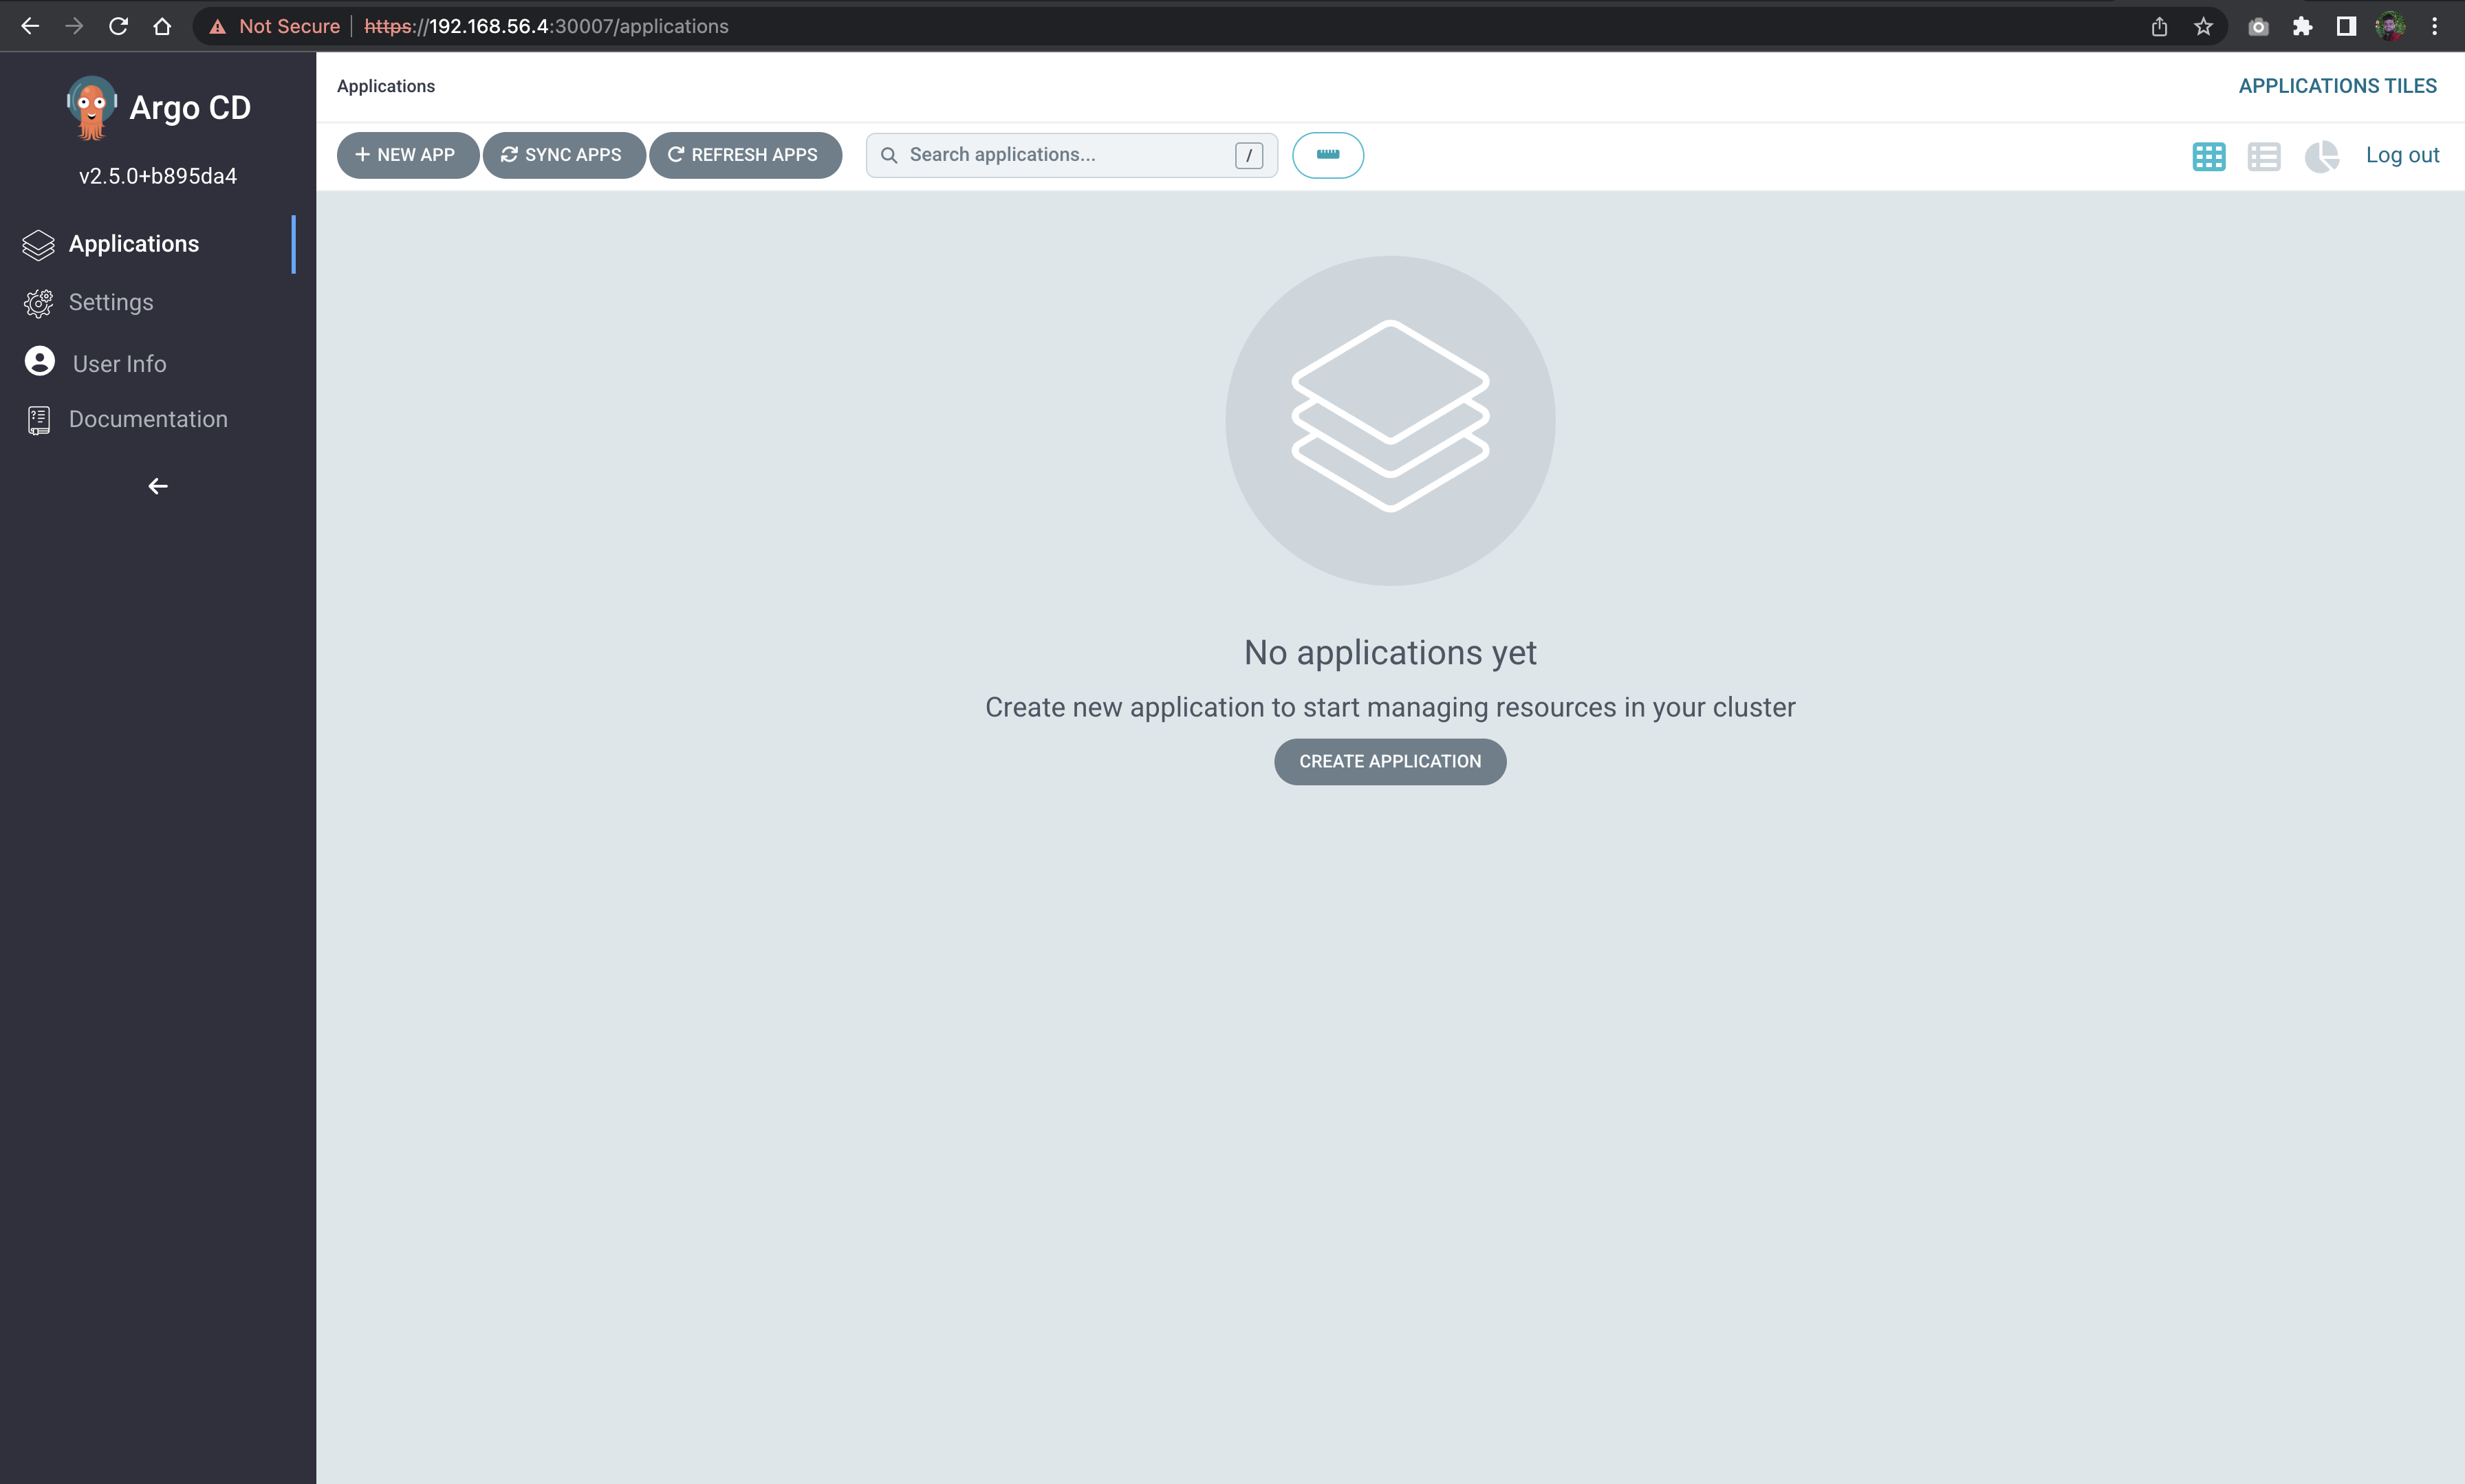 Not Secure https://192.168.56.4:30007/applications
Argo CD
v2.5.0+b895da4
Applications
Settings
User Info
Documentation
Applications
APPLICATIONS TILES
NEW APP SYNC APPS REFRESH APPS Search applications... / Log out
No applications yet
Create new application to start managing resources in your cluster
CREATE APPLICATION